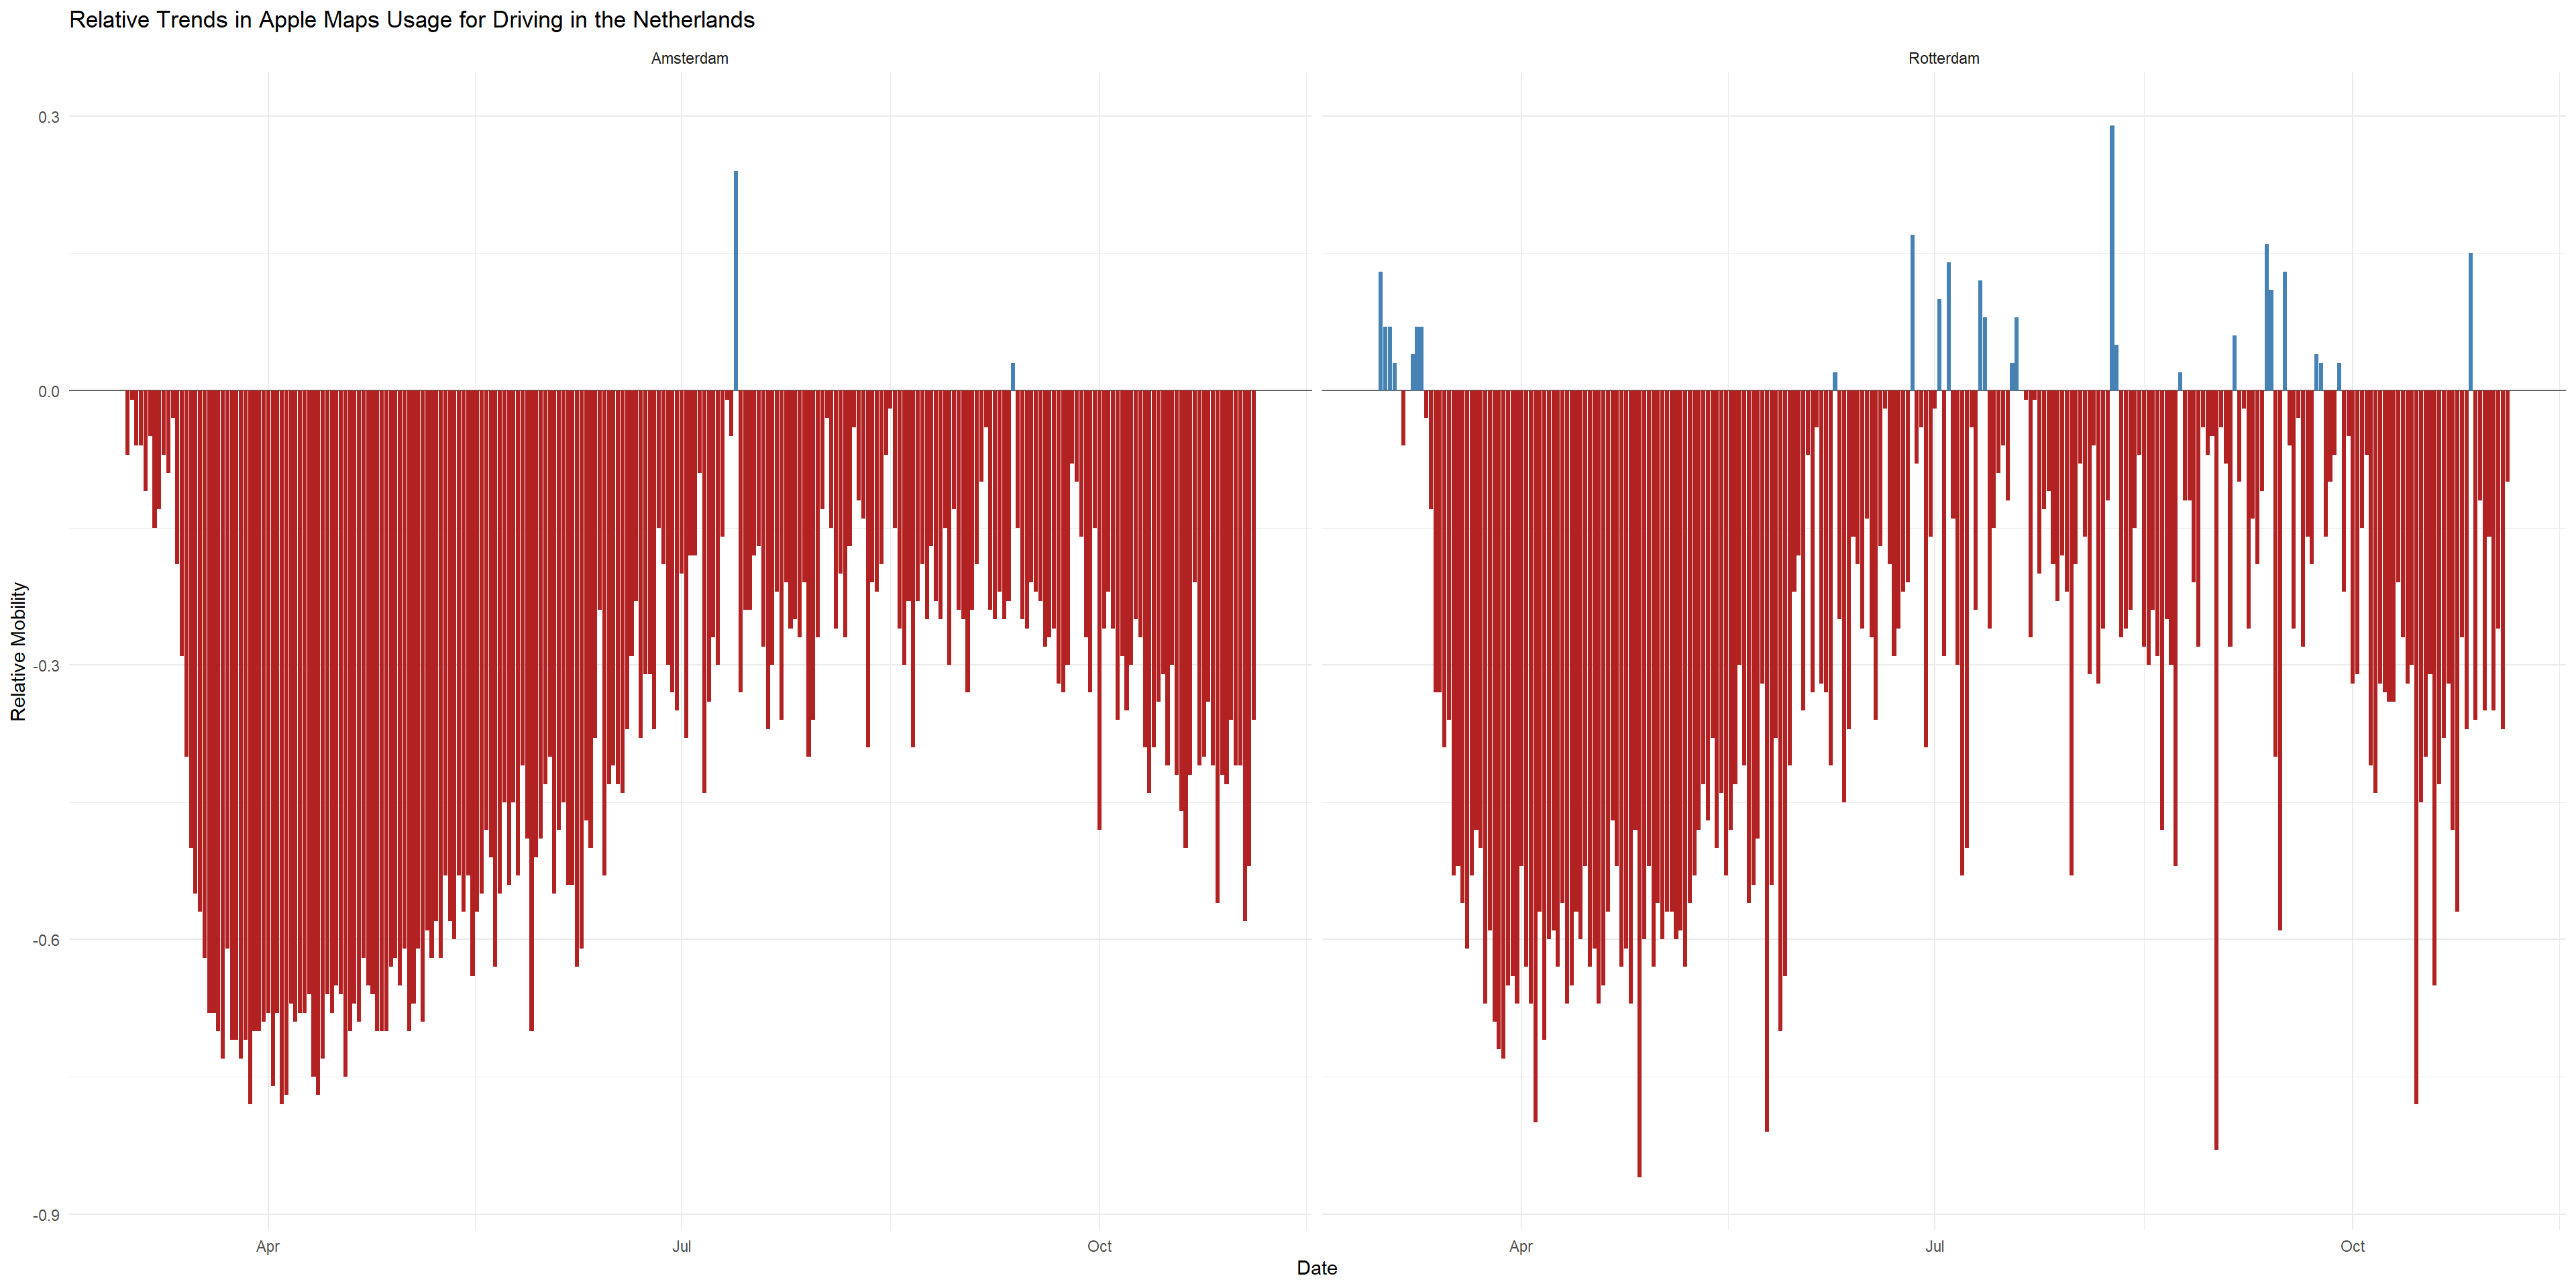 Relative Trends in Apple Maps Usage for Driving in the Netherlands
Amsterdam
Rotterdam
0.3
0.0
-0.3
-0.6
-0.9
Relative Mobility
Apr
Jul
Oct
Apr
Jul
Oct
Date